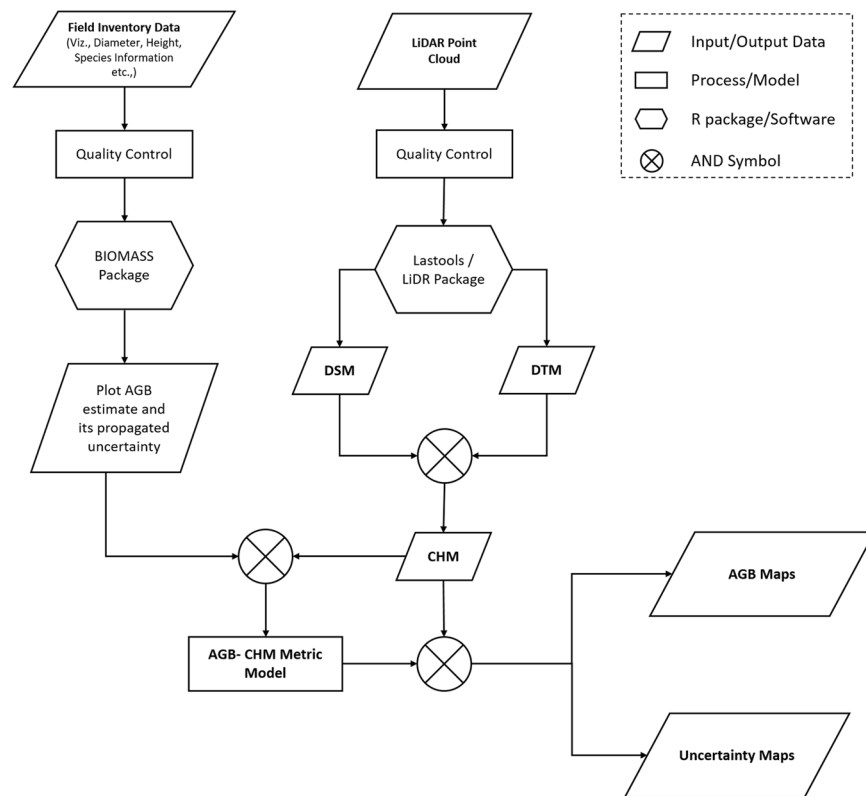 Field Inventory Data
(Viz., Diameter, Height,
Species Information
etc.,)
LiDAR Point
Cloud
Input/Output Data
Process/Model
R package/Software
AND Symbol
Quality Control
Quality Control
BIOMASS
Package
Lastools /
LiDR Package
DSM
DTM
Plot AGB
estimate and
its propagated
uncertainty
CHM
AGB Maps
AGB- CHM Metric
Model
Uncertainty Maps